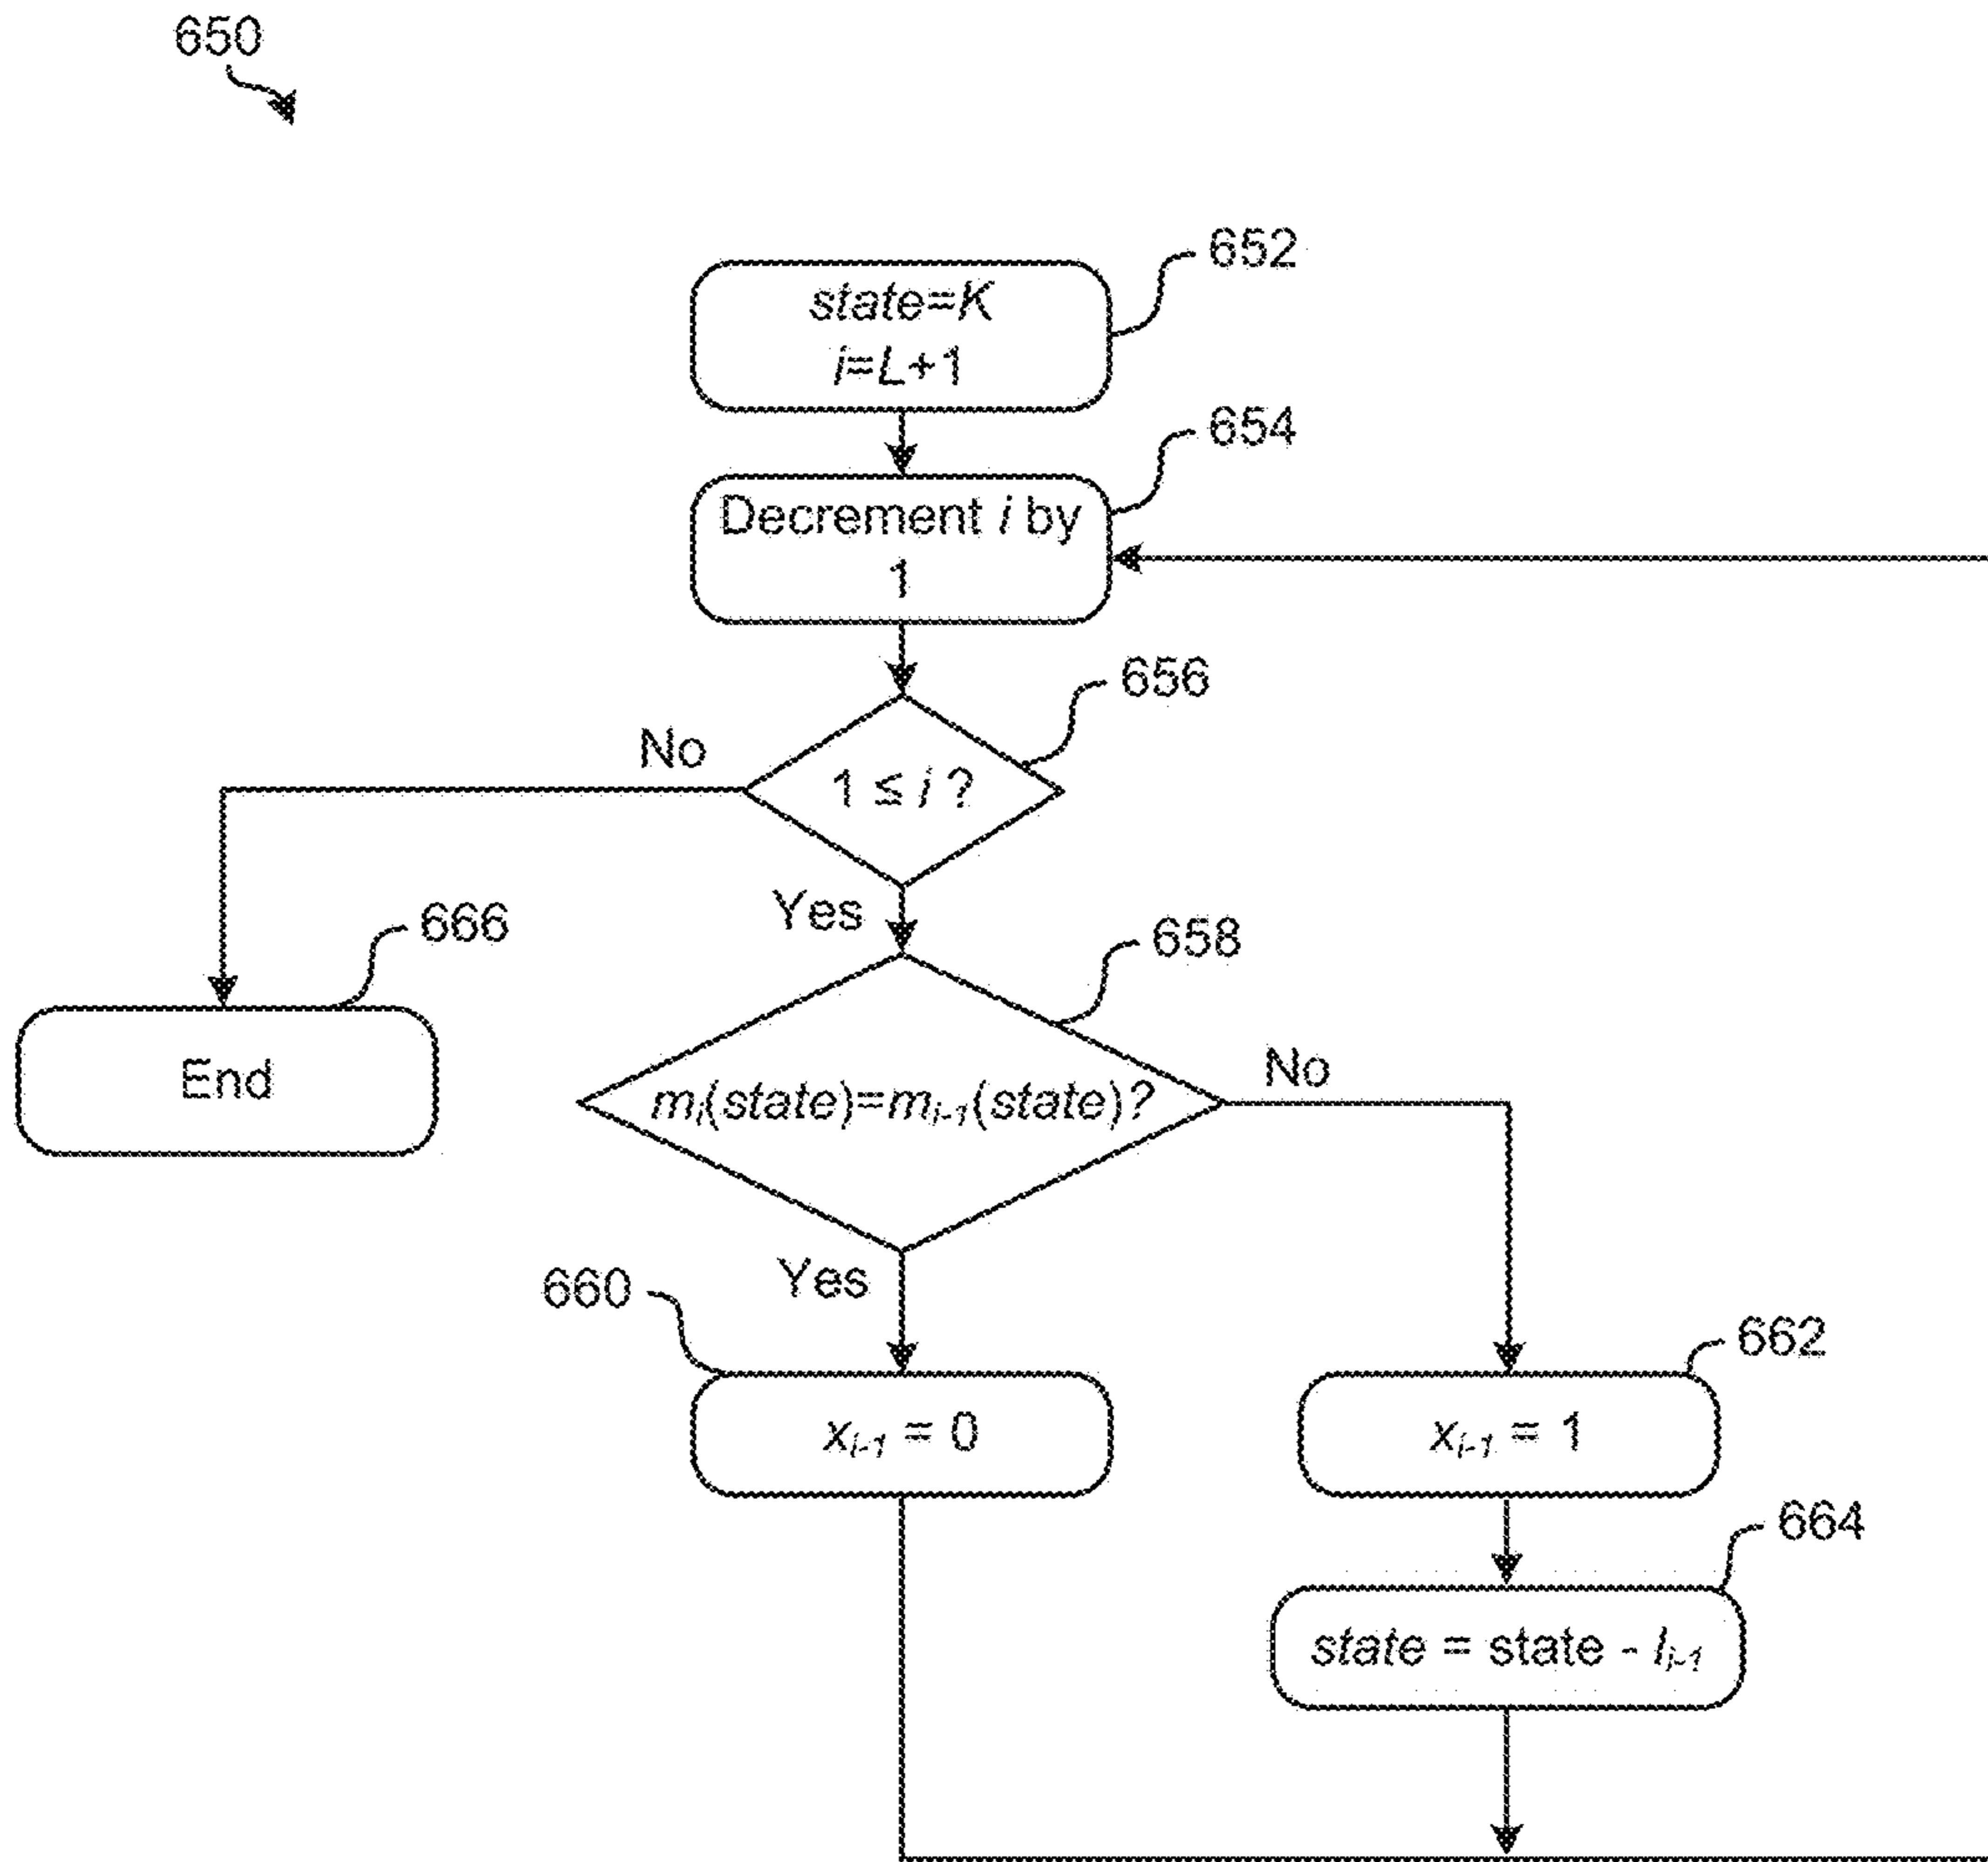 650
652
state=K
i=L+1
654
Decrement i by
1
656
No
1 ≤ i ?
Yes
666
658
End
No
mᵢ(state)=mᵢ₋₁(state)?
Yes
660
662
xᵢ₋₁ = 0
xᵢ₋₁ = 1
664
state = state - lᵢ₋₁